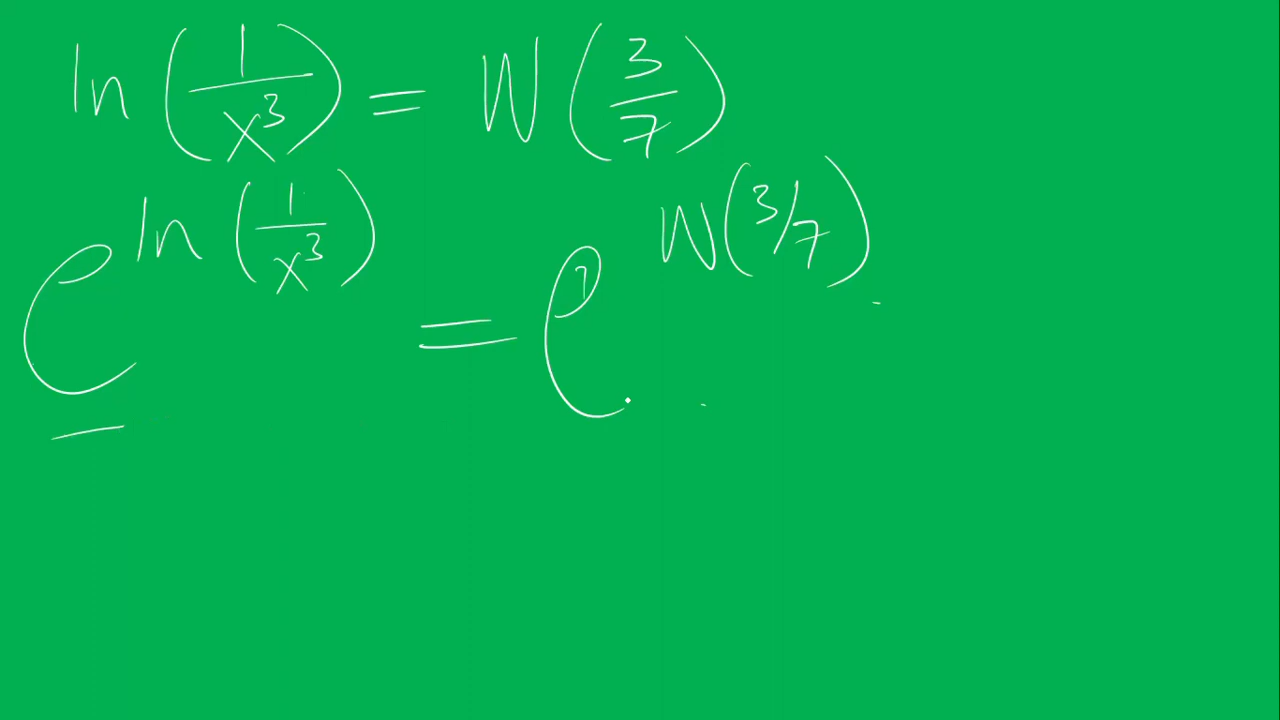 ln(1/x³) = W(3/7)
e^ln(1/x³) = e^W(3/7)